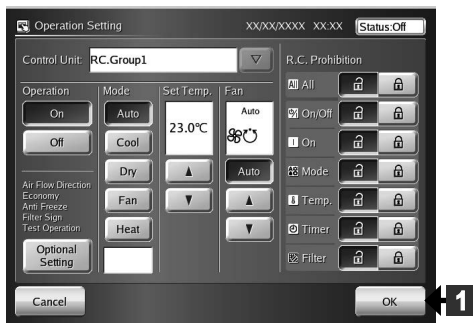 Operation Setting
XX/XX/XXXX XX:XX
Status:Off
Control Unit: RC.Group1
Operation
On
Off
Air Flow Direction
Economy
Anti Freeze
Filter Sign
Test Operation
Optional
Setting
Mode
Auto
Cool
Dry
Fan
Heat
Set Temp.
23.0℃
Fan
Auto
Auto
R.C. Prohibition
All All
On/Off
On
Mode
Temp.
Timer
Filter
Cancel
OK
1